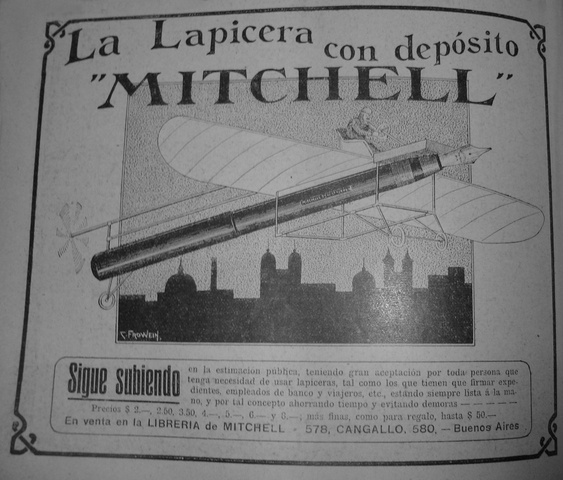 La Lapicera con depósito
"MITCHELL"
C. FROWEIN.
Sigue subiendo
en la estimación pública, teniendo gran aceptación por toda persona que
tenga necesidad de usar lapiceras, tal como los que tienen que firmar expe-
dientes, empleados de banco y viajeros, etc., estando siempre lista á la ma-
no, y por tal concepto ahorrando tiempo y evitando demoras — — — — —
Precios $ 2.—, 2.50, 3.50, 4.—, 5.—, 6.— y 8.—; más finas, como para regalo, hasta $ 50.—
En venta en la LIBRERIA de MITCHELL - 578, CANGALLO, 580, — Buenos Aires